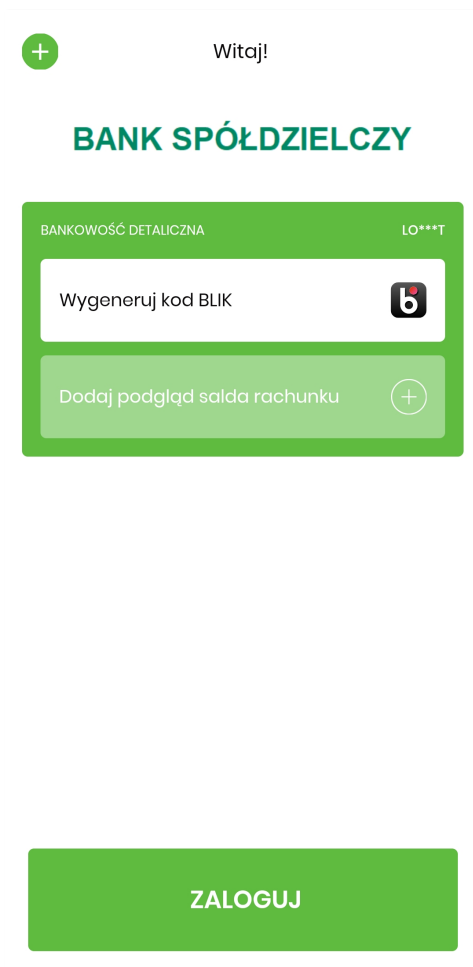 Witaj!
BANK SPÓŁDZIELCZY
BANKOWOŚĆ DETALICZNA LO***T
Wygeneruj kod BLIK
Dodaj podgląd salda rachunku
ZALOGUJ